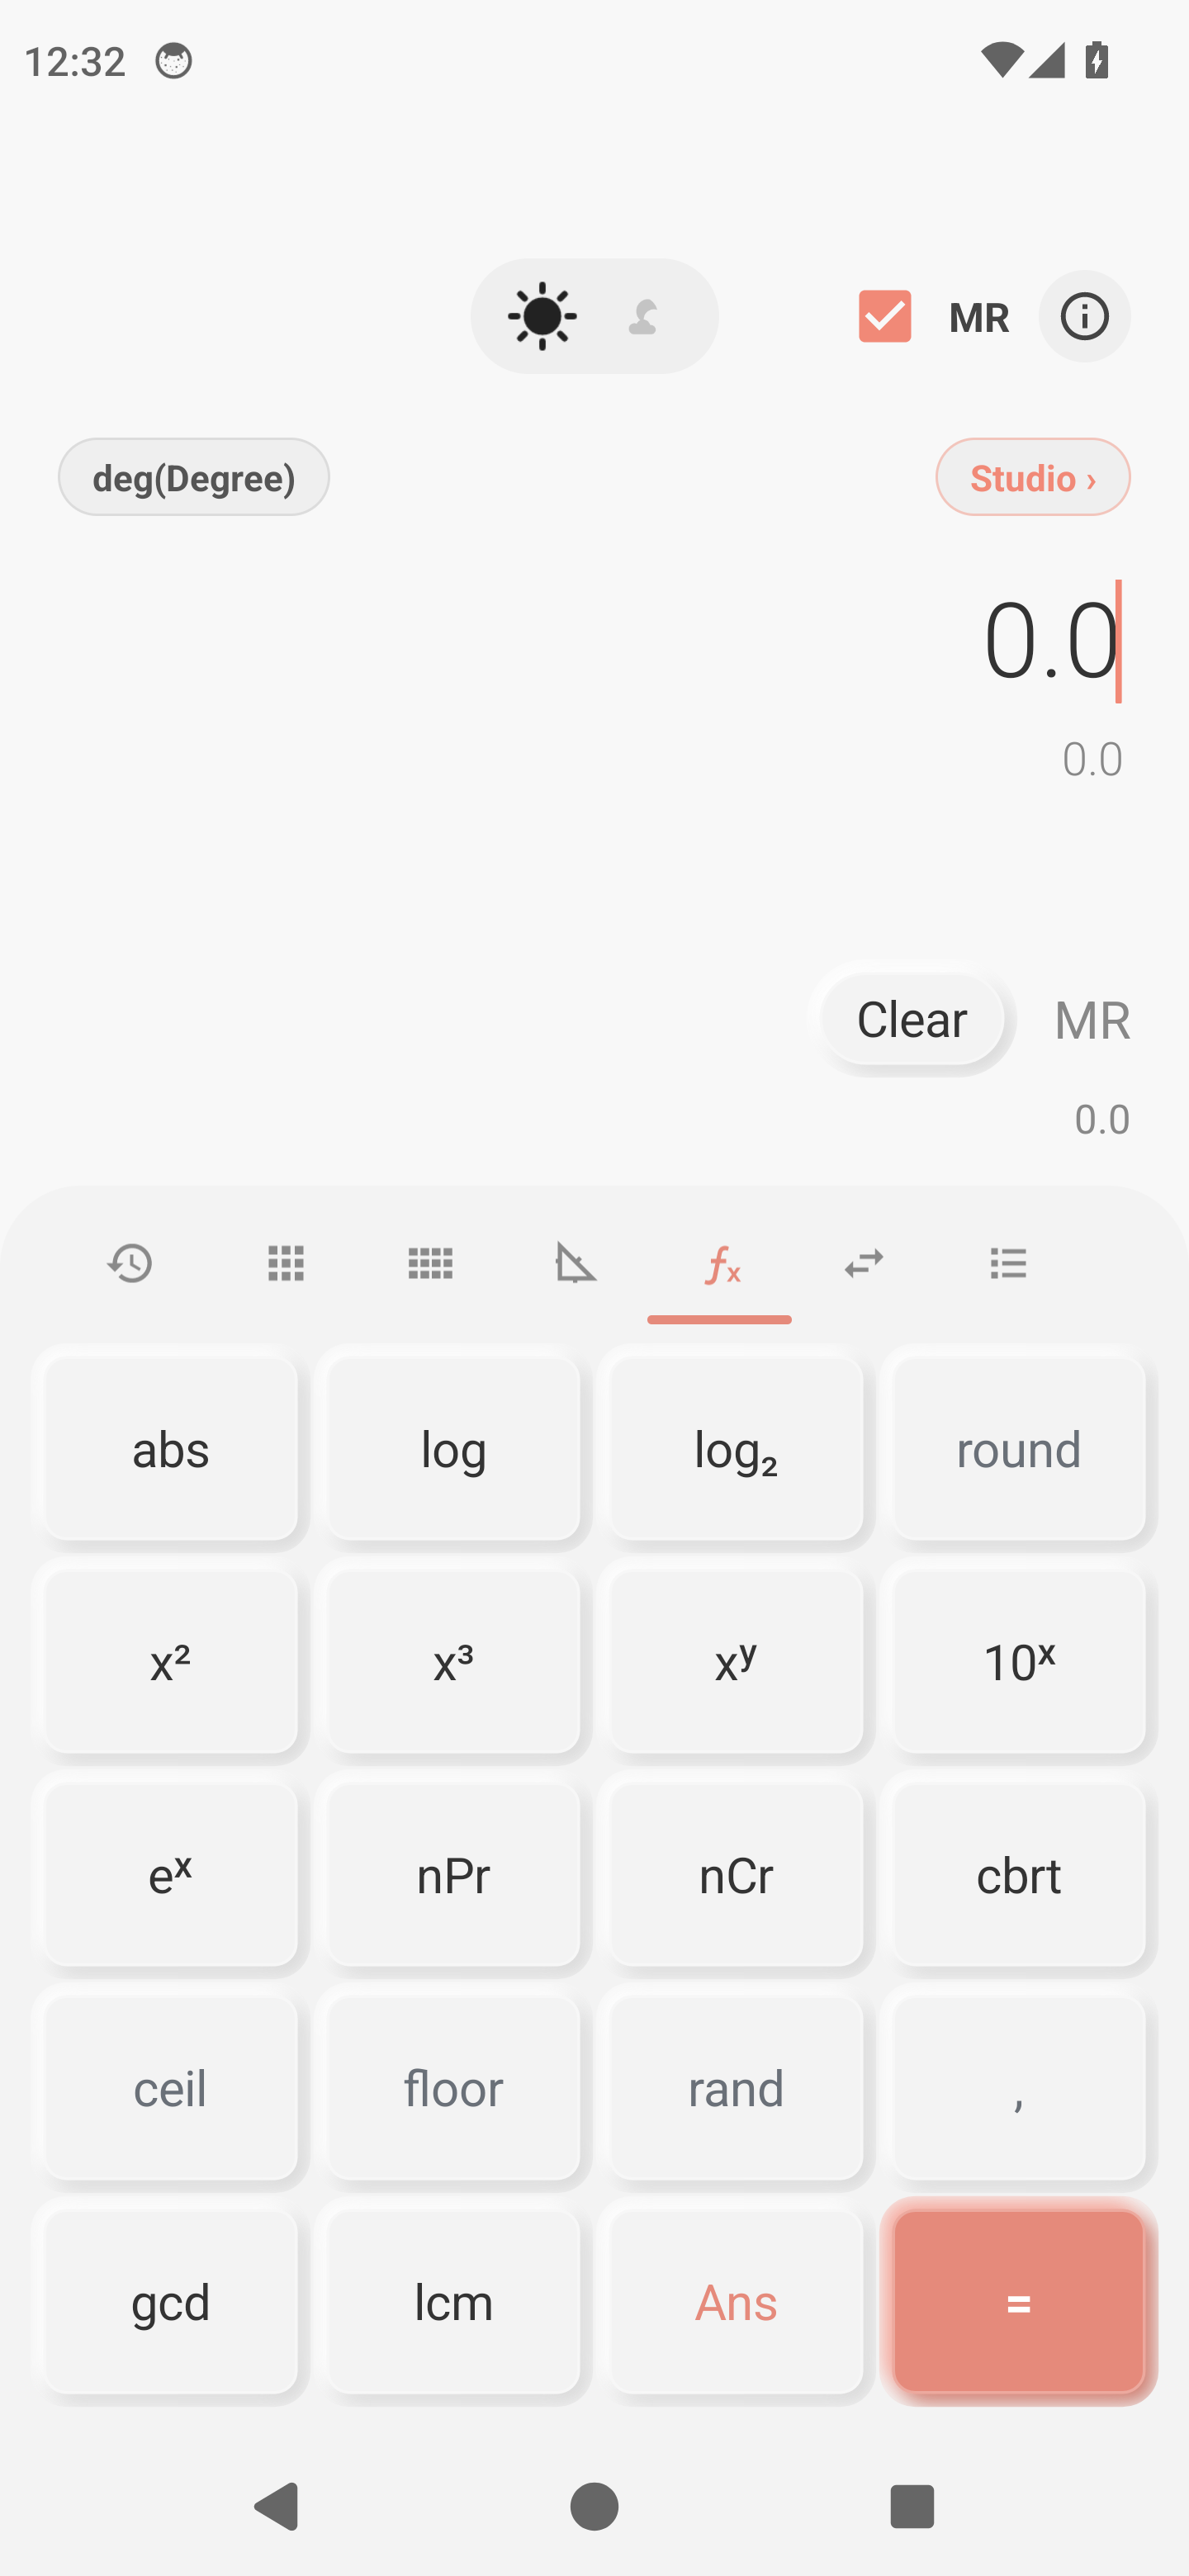 12:32
MR
deg(Degree)
Studio ›
0.0
0.0
Clear
MR
0.0
fx
abs
log
log₂
round
x²
x³
xʸ
10ˣ
eˣ
nPr
nCr
cbrt
ceil
floor
rand
,
gcd
lcm
Ans
=